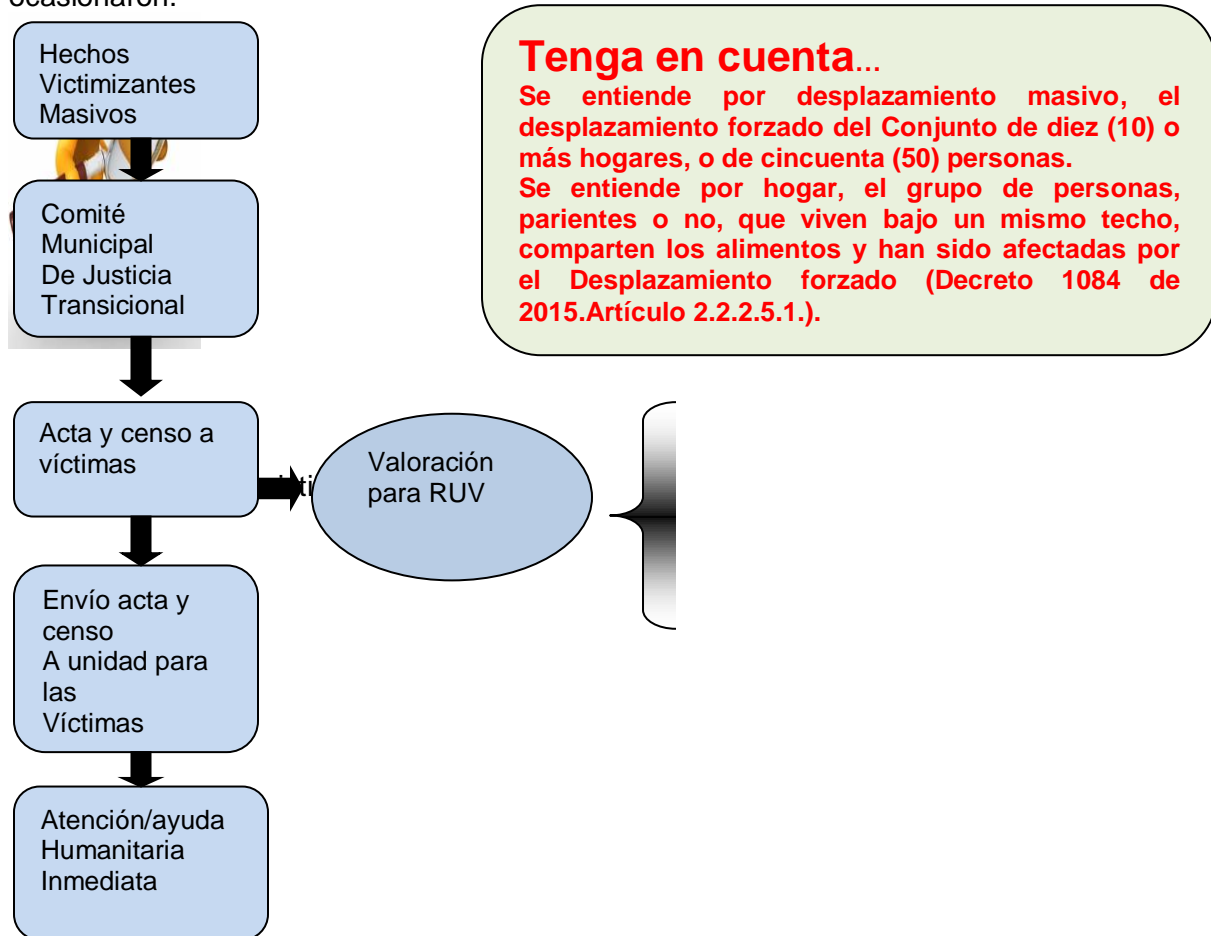 ocasionaron.
Hechos
Victimizantes
Masivos
Tenga en cuenta...
Se entiende por desplazamiento masivo, el
desplazamiento forzado del Conjunto de diez (10) o
más hogares, o de cincuenta (50) personas.
Se entiende por hogar, el grupo de personas,
parientes o no, que viven bajo un mismo techo,
comparten los alimentos y han sido afectadas por
el Desplazamiento forzado (Decreto 1084 de
2015.Artículo 2.2.2.5.1.).
Comité
Municipal
De Justicia
Transicional
Acta y censo a
víctimas
Valoración
para RUV
Envío acta y
censo
A unidad para
las
Víctimas
Atención/ayuda
Humanitaria
Inmediata